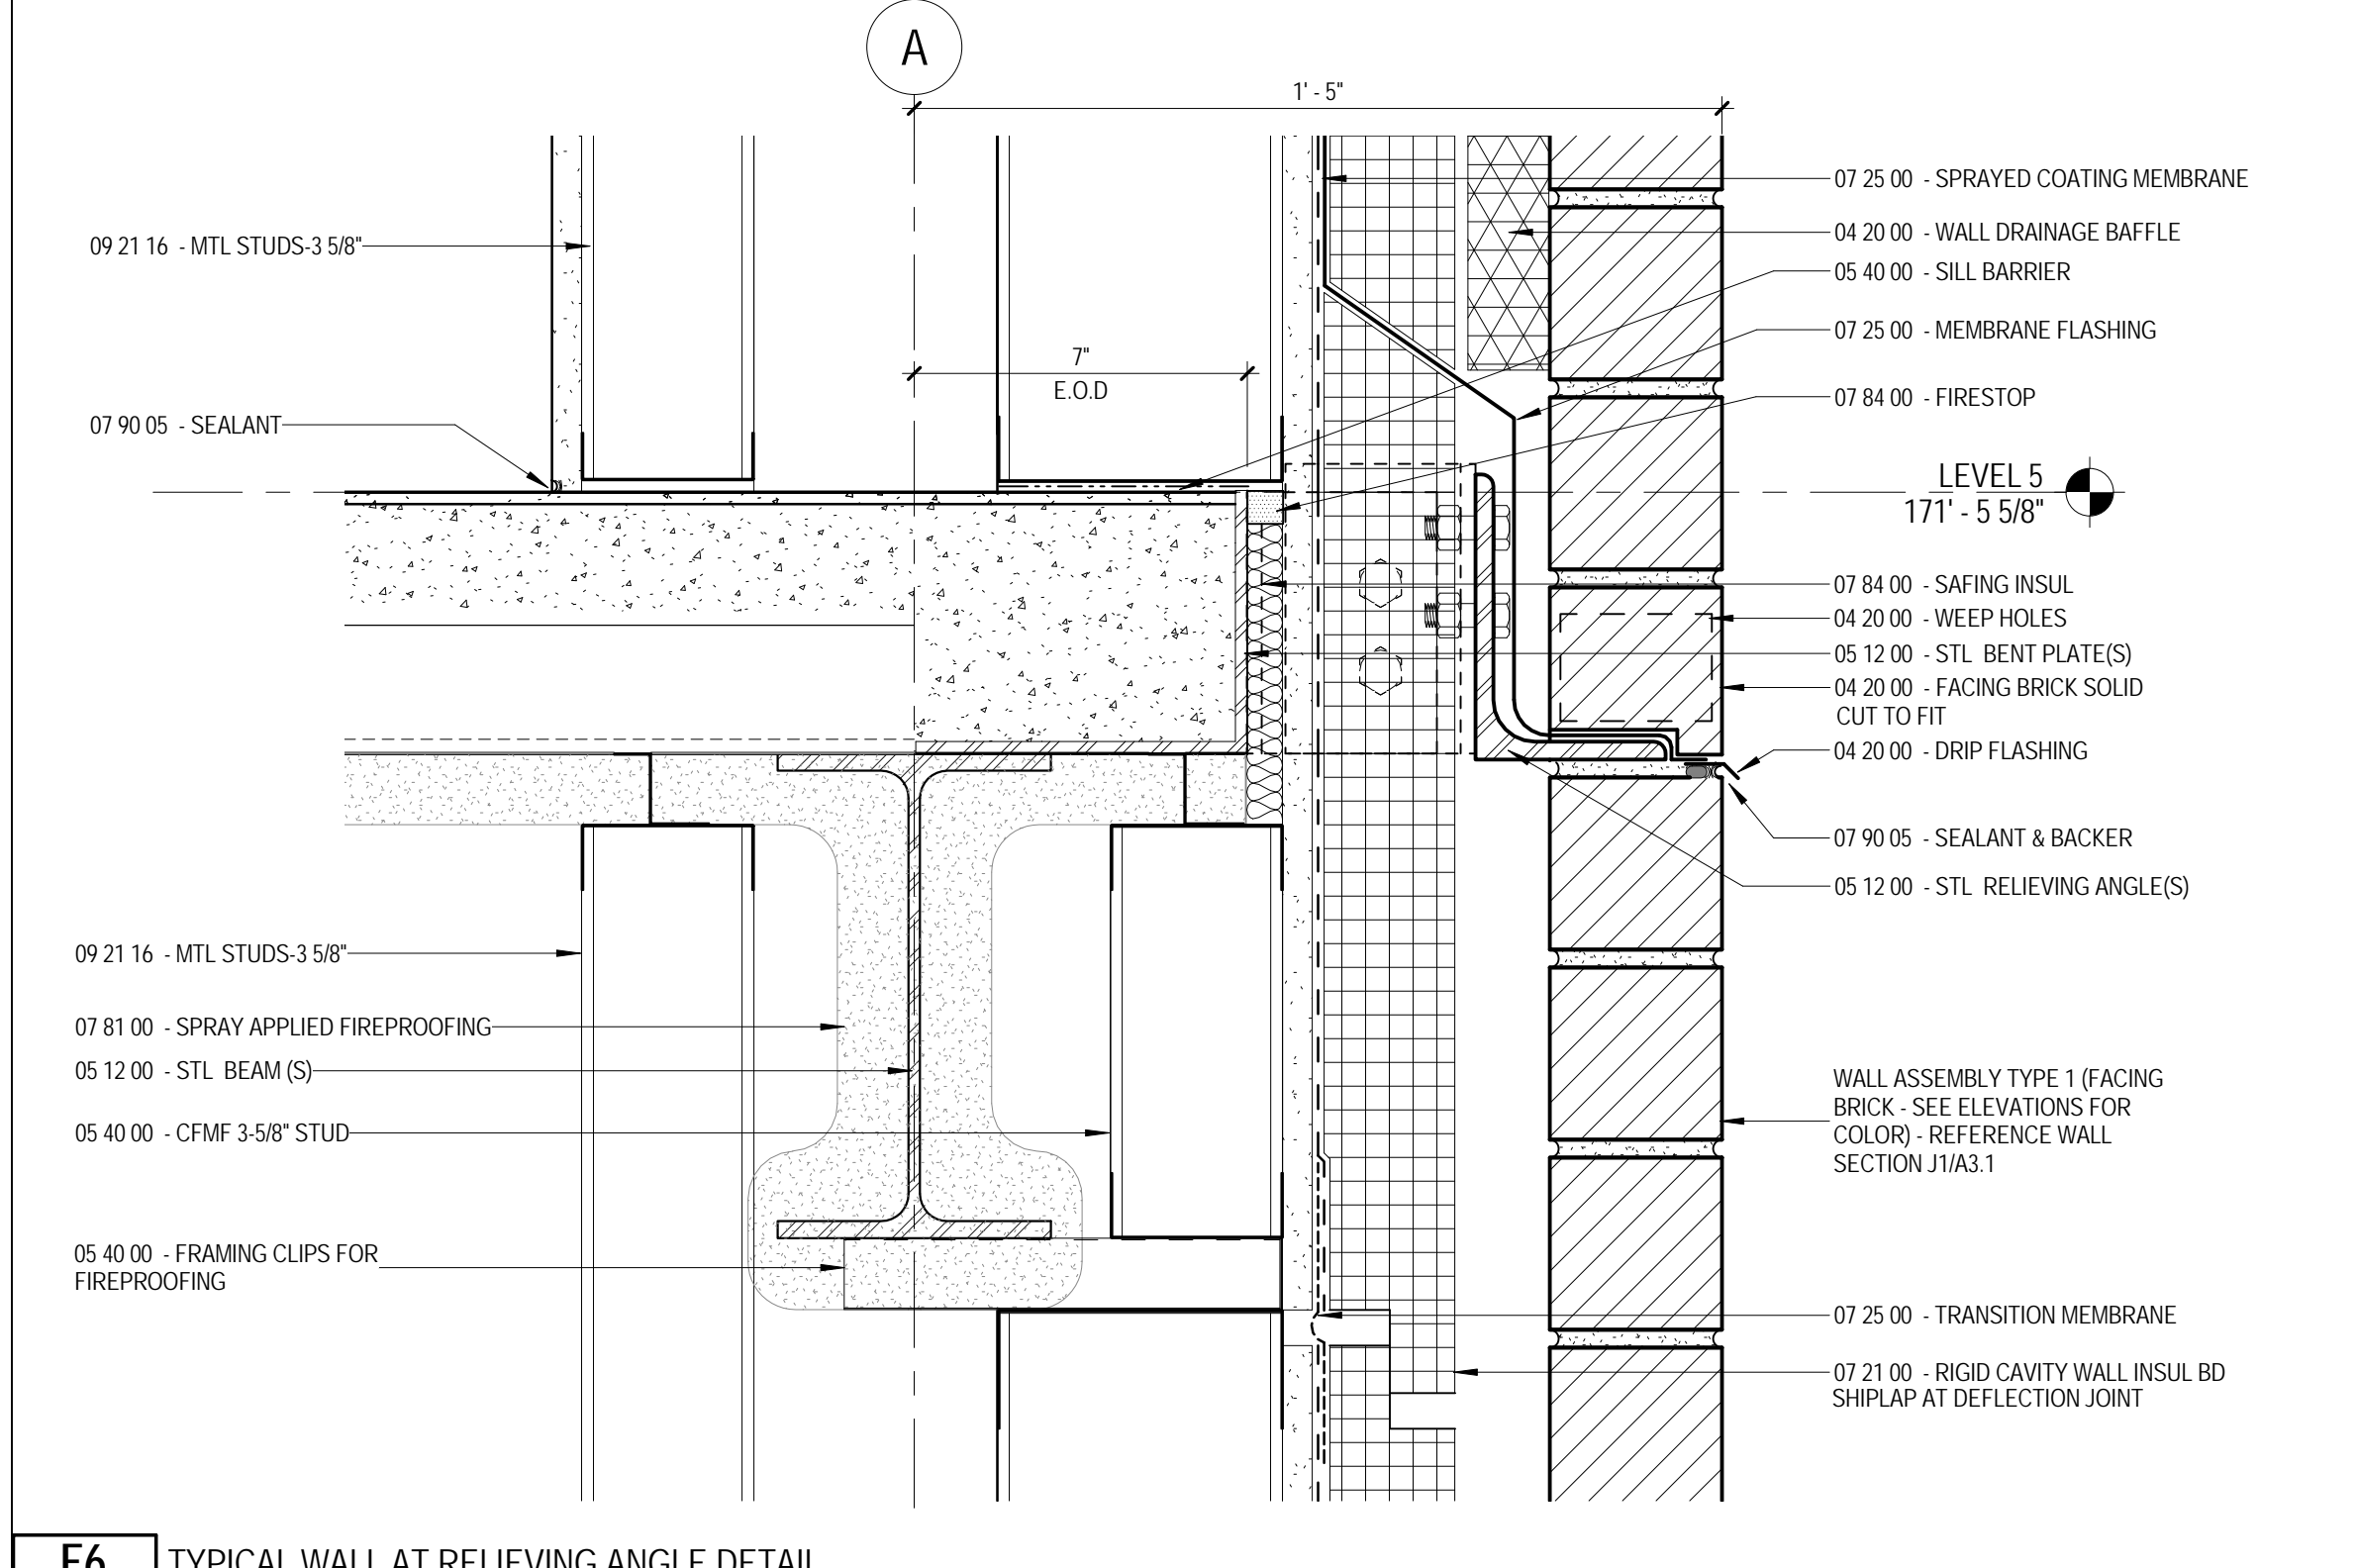 A
1' - 5"
07 25 00 - SPRAYED COATING MEMBRANE
04 20 00 - WALL DRAINAGE BAFFLE
09 21 16 - MTL STUDS-3 5/8"
05 40 00 - SILL BARRIER
07 25 00 - MEMBRANE FLASHING
7"
E.O.D
07 84 00 - FIRESTOP
07 90 05 - SEALANT
LEVEL 5
171' - 5 5/8"
07 84 00 - SAFING INSUL
04 20 00 - WEEP HOLES
05 12 00 - STL BENT PLATE(S)
04 20 00 - FACING BRICK SOLID
CUT TO FIT
04 20 00 - DRIP FLASHING
07 90 05 - SEALANT & BACKER
05 12 00 - STL RELIEVING ANGLE(S)
09 21 16 - MTL STUDS-3 5/8"
07 81 00 - SPRAY APPLIED FIREPROOFING
05 12 00 - STL BEAM (S)
05 40 00 - CFMF 3-5/8" STUD
WALL ASSEMBLY TYPE 1 (FACING
BRICK - SEE ELEVATIONS FOR
COLOR) - REFERENCE WALL
SECTION J1/A3.1
05 40 00 - FRAMING CLIPS FOR
FIREPROOFING
07 25 00 - TRANSITION MEMBRANE
07 21 00 - RIGID CAVITY WALL INSUL BD
SHIPLAP AT DEFLECTION JOINT
TYPICAL WALL AT RELIEVING ANGLE DETAIL